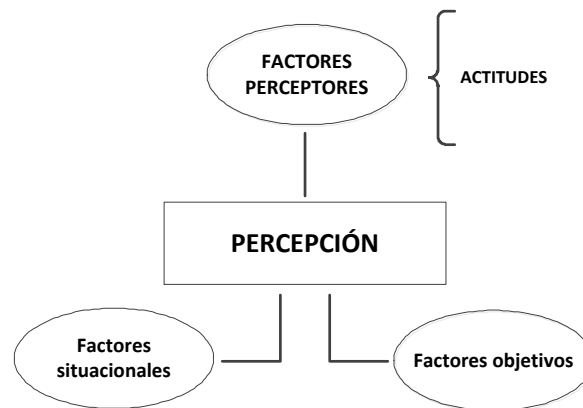 FACTORES
PERCEPTORES
ACTITUDES
PERCEPCIÓN
Factores
situacionales
Factores objetivos